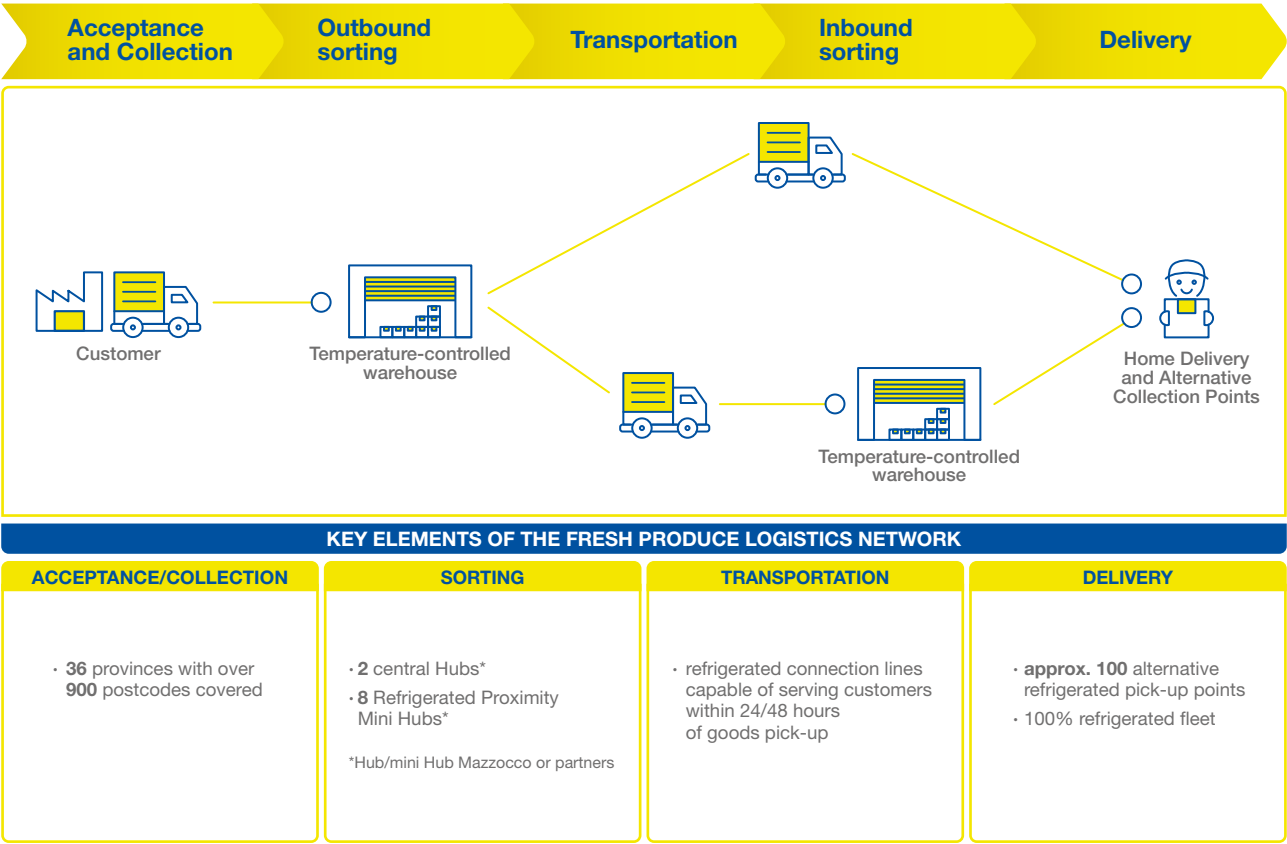 Acceptance
and Collection
Outbound
sorting
Transportation
Inbound
sorting
Delivery
Customer
Temperature-controlled
warehouse
Home Delivery
and Alternative
Collection Points
Temperature-controlled
warehouse
KEY ELEMENTS OF THE FRESH PRODUCE LOGISTICS NETWORK
ACCEPTANCE/COLLECTION
· 36 provinces with over
900 postcodes covered
SORTING
· 2 central Hubs*
· 8 Refrigerated Proximity
Mini Hubs*
*Hub/mini Hub Mazzocco or partners
TRANSPORTATION
· refrigerated connection lines
capable of serving customers
within 24/48 hours
of goods pick-up
DELIVERY
· approx. 100 alternative
refrigerated pick-up points
· 100% refrigerated fleet